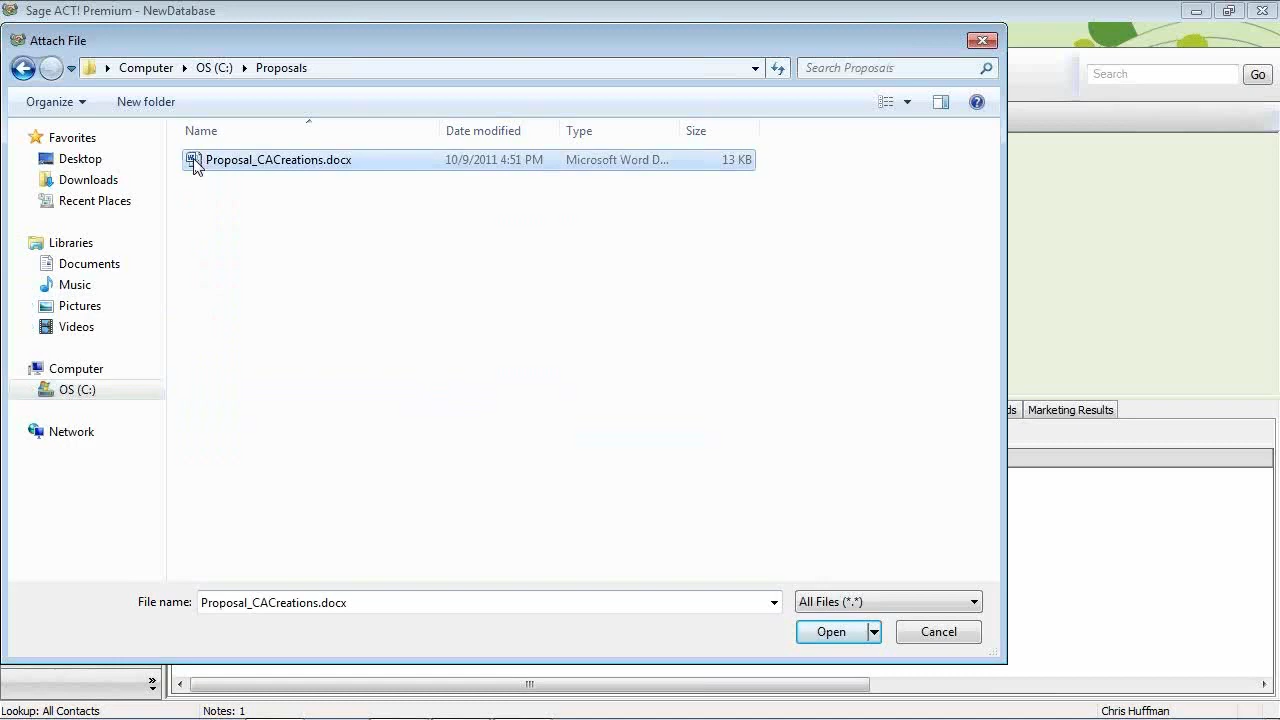 Sage ACT! Premium - NewDatabase
Attach File
Computer OS (C:) Proposals
Search Proposals
Search
Go
Organize
New folder
Name
Date modified
Type
Size
Proposal_CACreations.docx
10/9/2011 4:51 PM
Microsoft Word D...
13 KB
Favorites
Desktop
Downloads
Recent Places
Libraries
Documents
Music
Pictures
Videos
Computer
OS (C:)
Network
ds
Marketing Results
File name: Proposal_CACreations.docx
All Files (*.*)
Open
Cancel
Lookup: All Contacts
Notes: 1
Chris Huffman